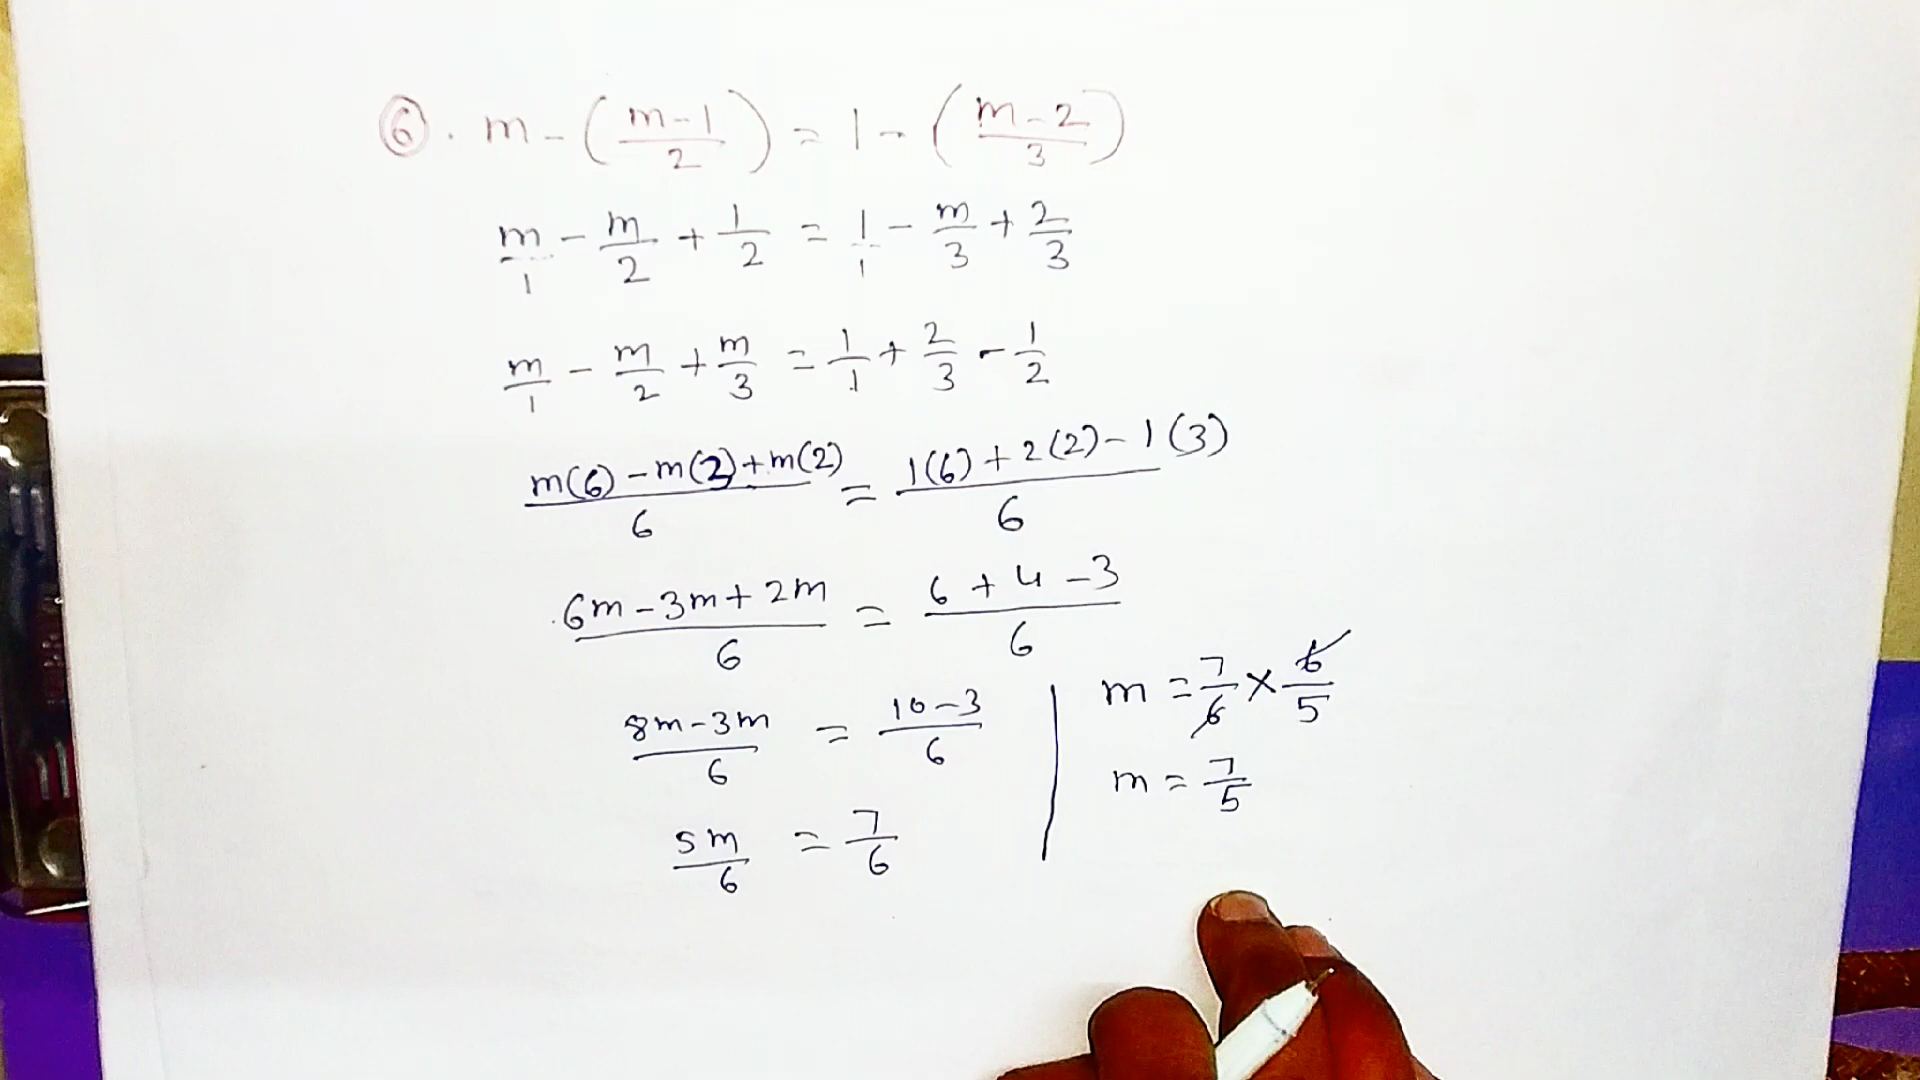 6. m - ( m-1 / 2 ) = 1 - ( m-2 / 3 )
m/1 - m/2 + 1/2 = 1/1 - m/3 + 2/3
m/1 - m/2 + m/3 = 1/1 + 2/3 - 1/2
m(6) - m(3) + m(2) / 6 = 1(6) + 2(2) - 1(3) / 6
6m - 3m + 2m / 6 = 6 + 4 - 3 / 6
8m - 3m / 6 = 10 - 3 / 6
5m / 6 = 7/6
m = 7/6 × 6/5
m = 7/5